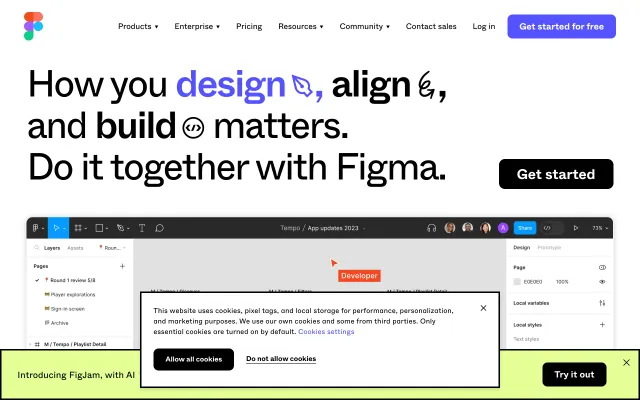 Products
Enterprise
Pricing
Resources
Community
Contact sales
Log in
Get started for free
How you design, align,
and build matters.
Do it together with Figma.
Get started
Tempo / App updates 2023
A
Share
73%
Layers
Assets
Roun...
Design
Prototype
Pages
Page
Round 1 review 5/8
E0E0E0
100%
Player explorations
Developer
Local variables
Sign-in screen
Archive
Local styles
Text styles
M / Tempo / Playlist Detail
This website uses cookies, pixel tags, and local storage for performance, personalization,
and marketing purposes. We use our own cookies and some from third parties. Only
essential cookies are turned on by default. Cookies settings
Allow all cookies
Do not allow cookies
Introducing FigJam, with AI
Try it out